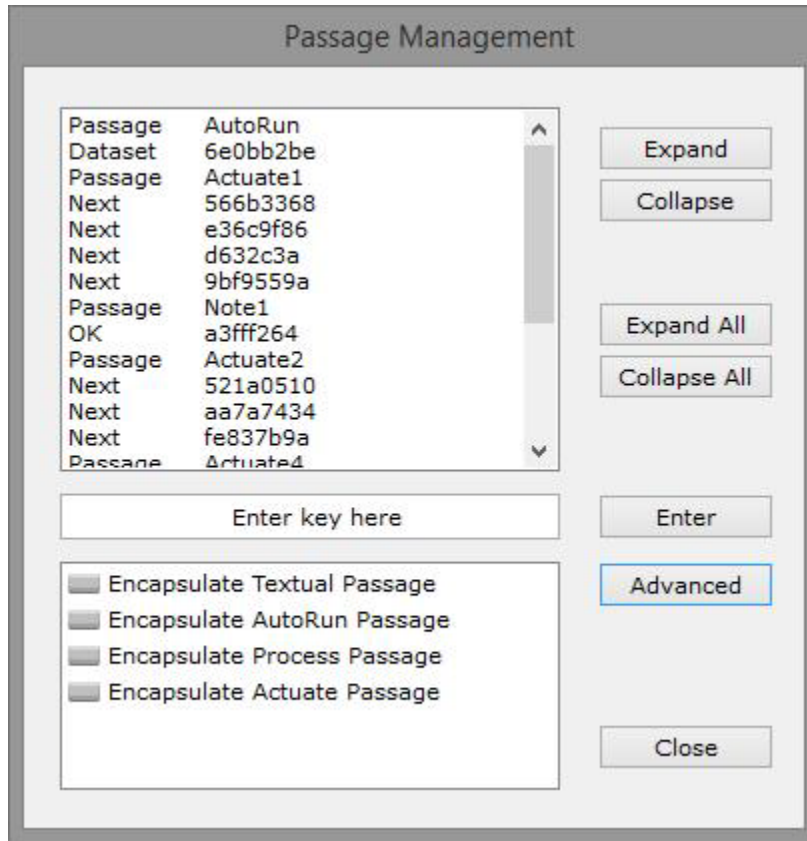 Passage Management
Passage AutoRun
Dataset 6e0bb2be
Passage Actuate1
Next 566b3368
Next e36c9f86
Next d632c3a
Next 9bf9559a
Passage Note1
OK a3fff264
Passage Actuate2
Next 521a0510
Next aa7a7434
Next fe837b9a
Passage Actuate4
Expand
Collapse
Expand All
Collapse All
Enter key here
Enter
Encapsulate Textual Passage
Encapsulate AutoRun Passage
Encapsulate Process Passage
Encapsulate Actuate Passage
Advanced
Close